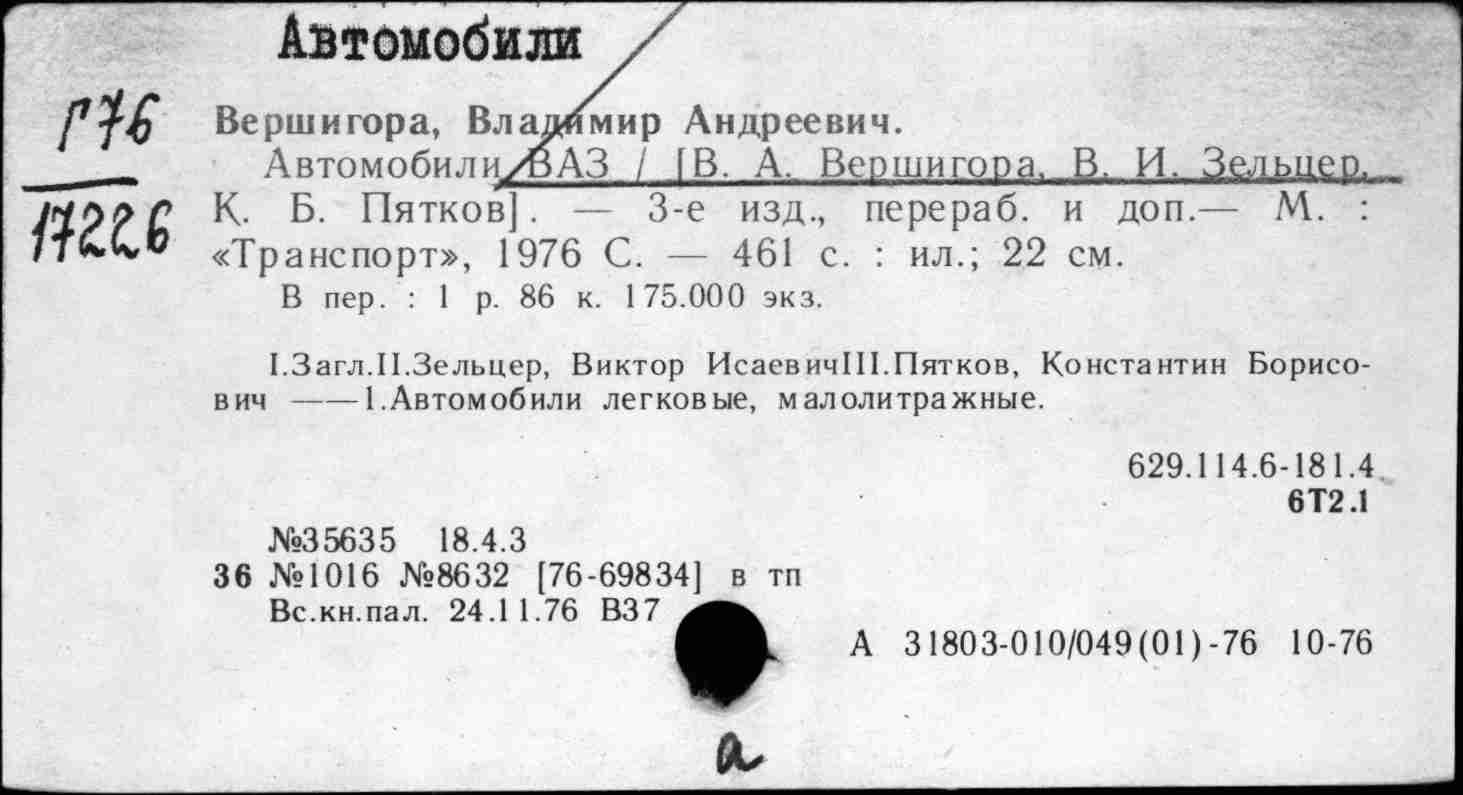 Автомобили
Г76
17226
Вершигора, Владимир Андреевич.
Автомобили ВАЗ / [В. А. Вершигора, В. И. Зельцер,
К. Б. Пятков]. — 3-е изд., перераб. и доп.— М. :
«Транспорт», 1976 С. — 461 с. : ил.; 22 см.
В пер. : 1 р. 86 к. 175.000 экз.
I.Загл.II.Зельцер, Виктор ИсаевичIII.Пятков, Константин Борисо-
вич ——1.Автомобили легковые, малолитражные.
629.114.6-181.4
6Т2.1
№35635 18.4.3
36 №1016 №8632 [76-69834] в тп
Вс.кн.пал. 24.11.76 В37
А 31803-010/049(01)-76 10-76
а